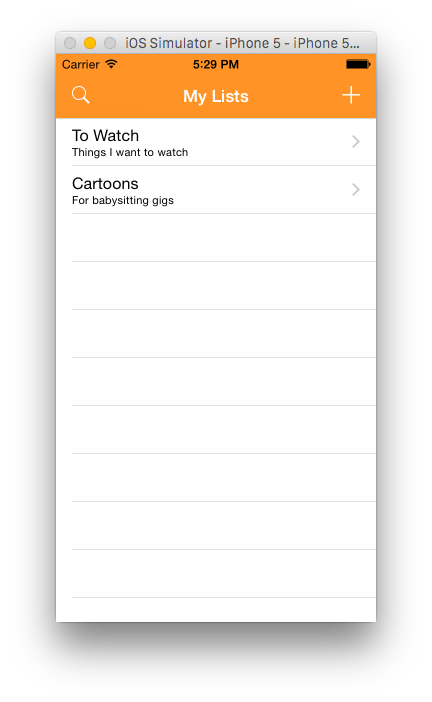 iOS Simulator - iPhone 5 - iPhone 5...
Carrier 5:29 PM
My Lists
To Watch
Things I want to watch
Cartoons
For babysitting gigs